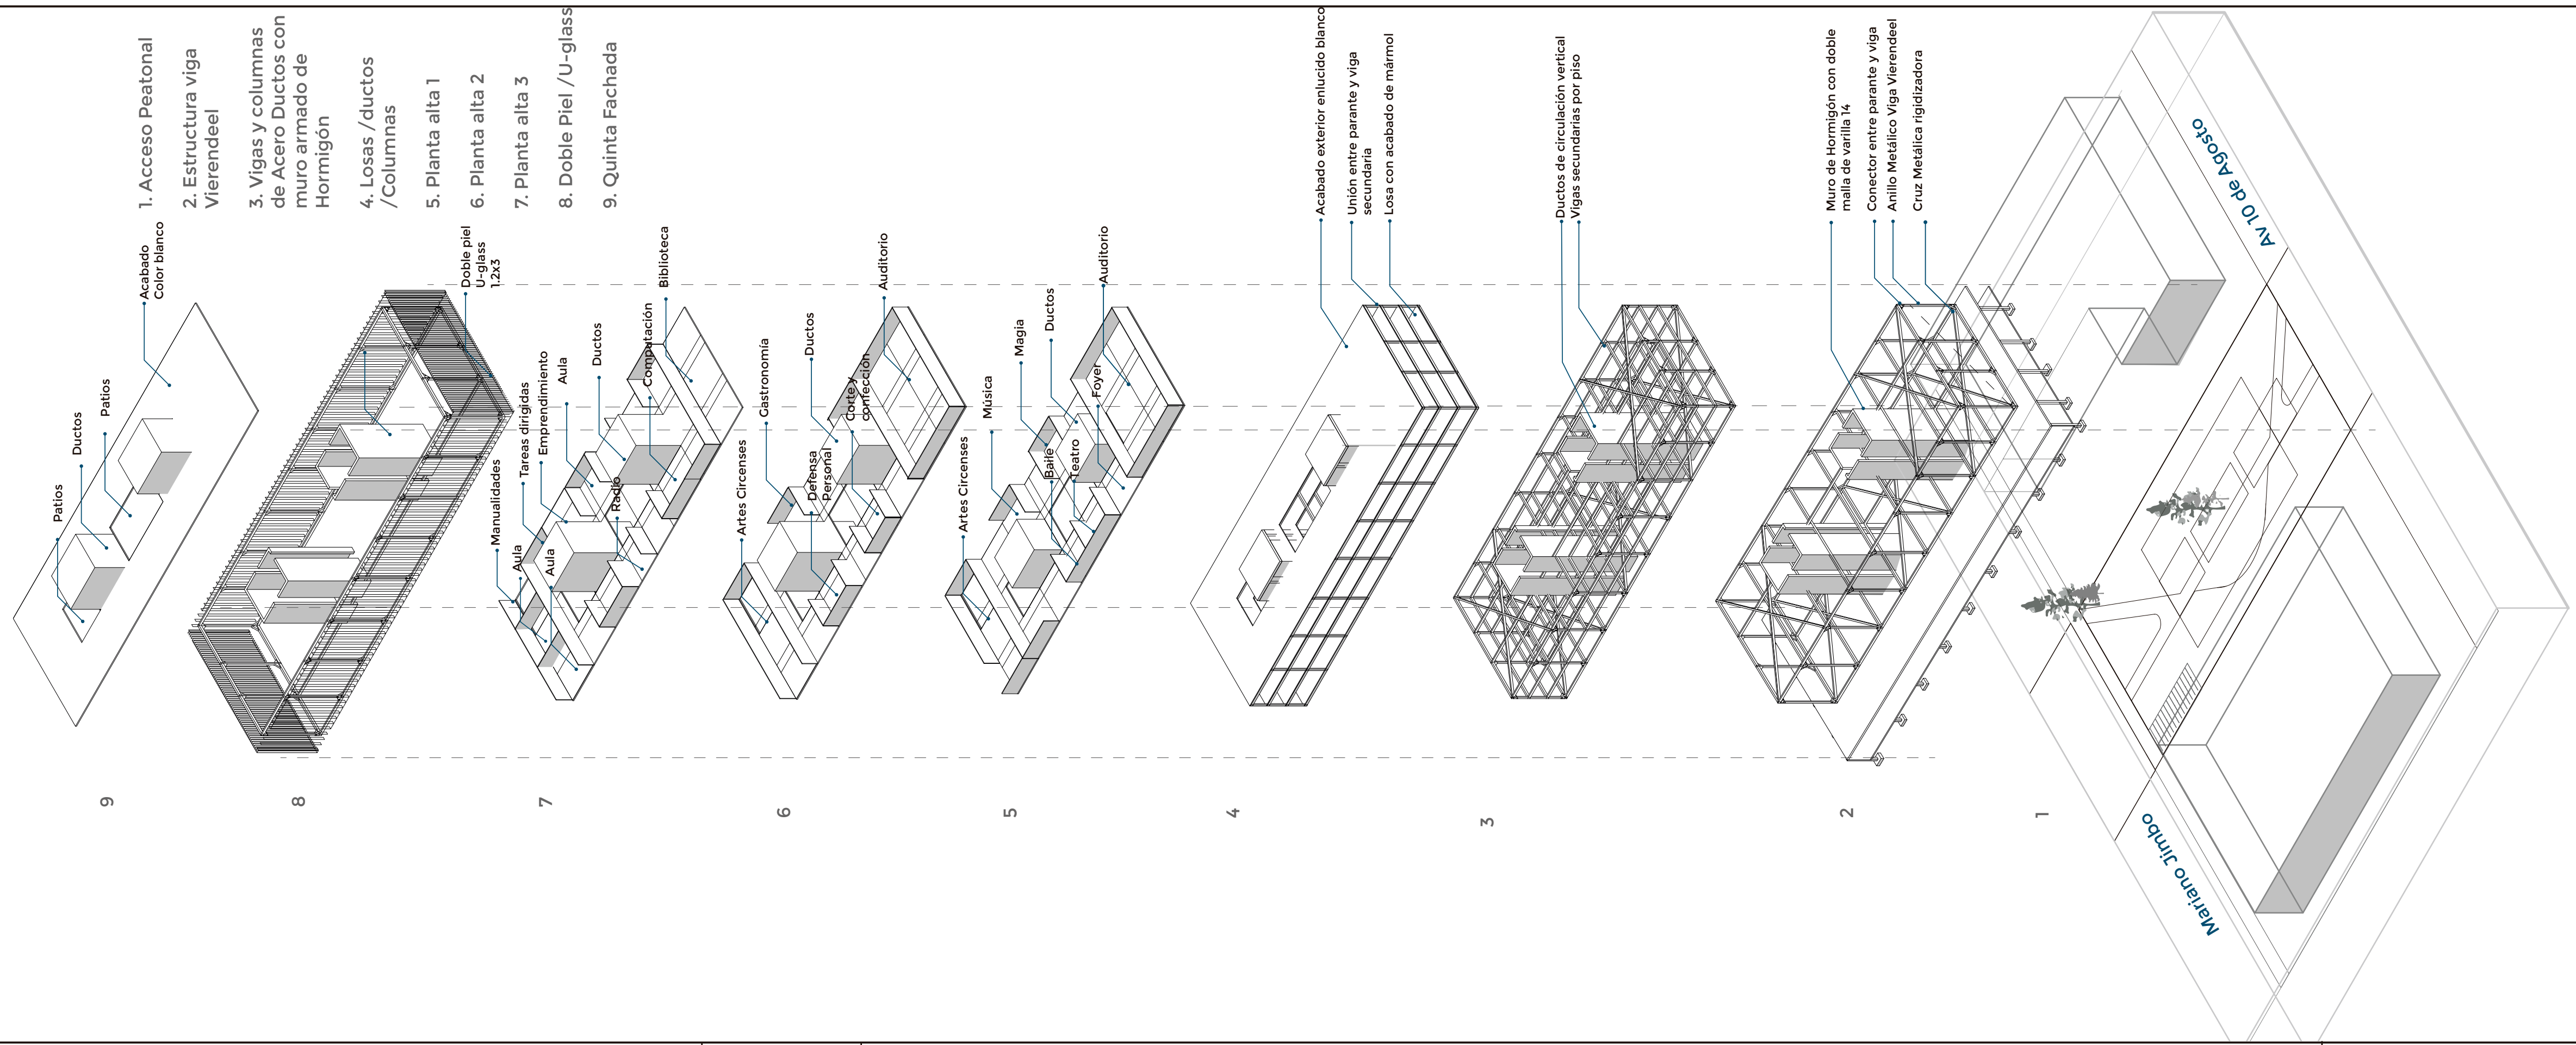 1. Acceso Peatonal
2. Estructura viga
Vierendeel
3. Vigas y columnas
de Acero Ductos con
muro armado de
Hormigón
4. Losas /ductos
/Columnas
5. Planta alta 1
6. Planta alta 2
7. Planta alta 3
8. Doble Piel /U-glass
9. Quinta Fachada
9
Patios
Ductos
Patios
Acabado
Color blanco
8
Doble piel
U-glass
1.2x3
7
Manualidades
Aula
Tareas dirigidas
Emprendimiento
Aula
Aula
Ductos
Radio
Computación
Biblioteca
6
Artes Circenses
Gastronomía
Ductos
Defensa
Personal
Corte y
confección
Auditorio
5
Artes Circenses
Música
Magia
Ductos
Baile
Teatro
Foyer
Auditorio
4
Acabado exterior enlucido blanco
Unión entre parante y viga
secundaria
Losa con acabado de mármol
3
Ductos de circulación vertical
Vigas secundarias por piso
2
Muro de Hormigón con doble
malla de varilla 14
Conector entre parante y viga
Anillo Metálico Viga Vierendeel
Cruz Metálica rigidizadora
1
Mariano Jimbo
Av 10 de Agosto